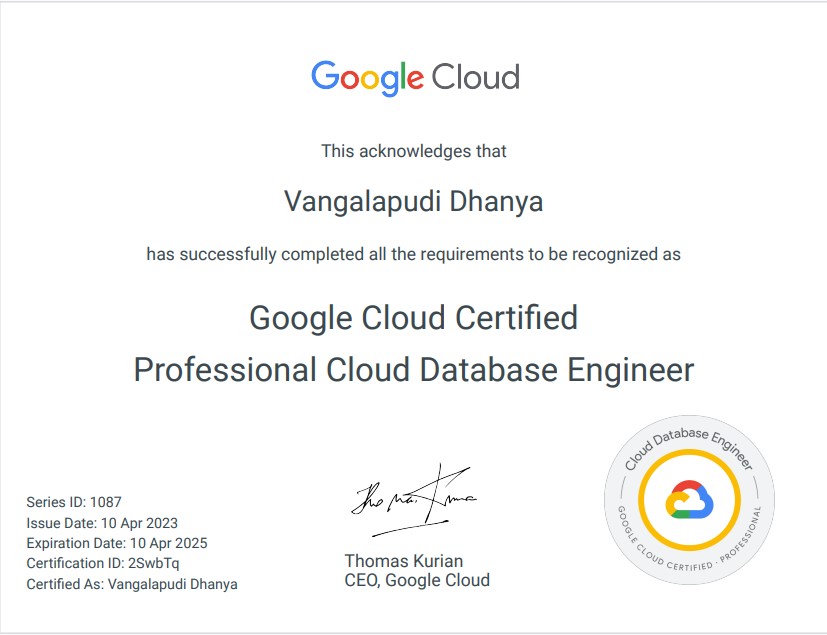 Google Cloud
This acknowledges that
Vangalapudi Dhanya
has successfully completed all the requirements to be recognized as
Google Cloud Certified
Professional Cloud Database Engineer
Series ID: 1087
Issue Date: 10 Apr 2023
Expiration Date: 10 Apr 2025
Certification ID: 2SwbTq
Certified As: Vangalapudi Dhanya
Thomas Kurian
CEO, Google Cloud
Cloud Database Engineer
GOOGLE CLOUD CERTIFIED · PROFESSIONAL